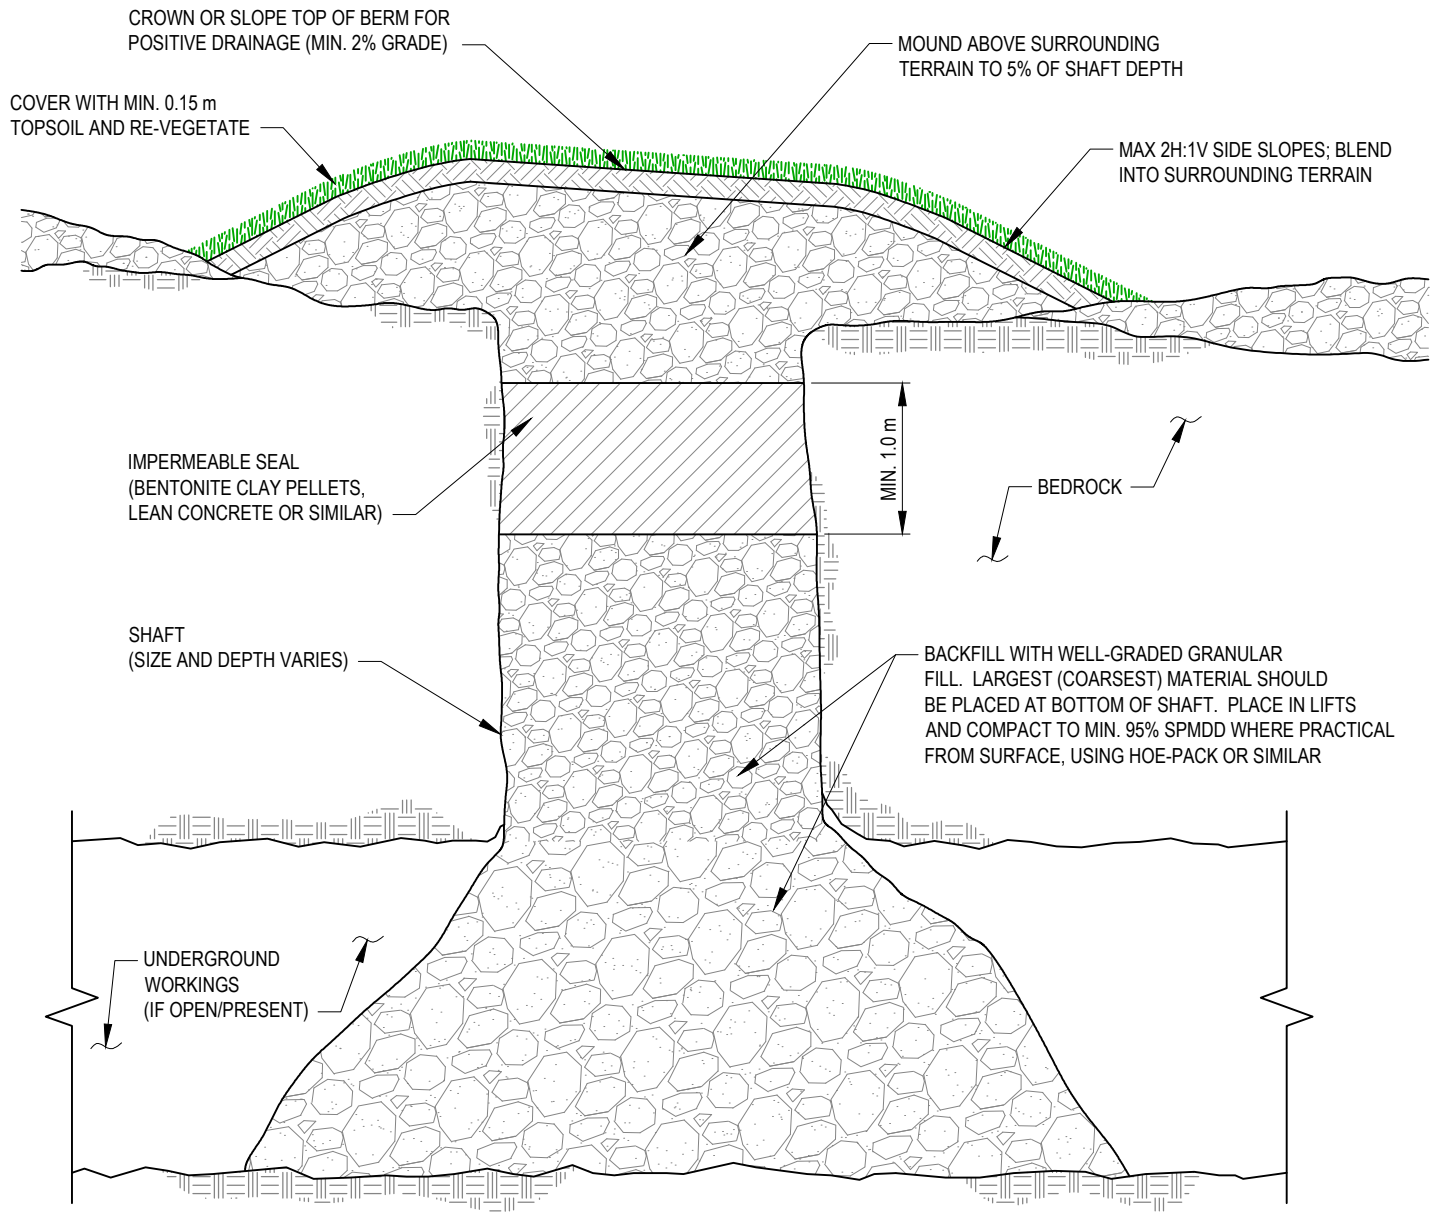 CROWN OR SLOPE TOP OF BERM FOR
POSITIVE DRAINAGE (MIN. 2% GRADE)
MOUND ABOVE SURROUNDING
TERRAIN TO 5% OF SHAFT DEPTH
COVER WITH MIN. 0.15 m
TOPSOIL AND RE-VEGETATE
MAX 2H:1V SIDE SLOPES; BLEND
INTO SURROUNDING TERRAIN
MIN. 1.0 m
IMPERMEABLE SEAL
(BENTONITE CLAY PELLETS,
LEAN CONCRETE OR SIMILAR)
BEDROCK
SHAFT
(SIZE AND DEPTH VARIES)
BACKFILL WITH WELL-GRADED GRANULAR
FILL. LARGEST (COARSEST) MATERIAL SHOULD
BE PLACED AT BOTTOM OF SHAFT. PLACE IN LIFTS
AND COMPACT TO MIN. 95% SPMDD WHERE PRACTICAL
FROM SURFACE, USING HOE-PACK OR SIMILAR
UNDERGROUND
WORKINGS
(IF OPEN/PRESENT)